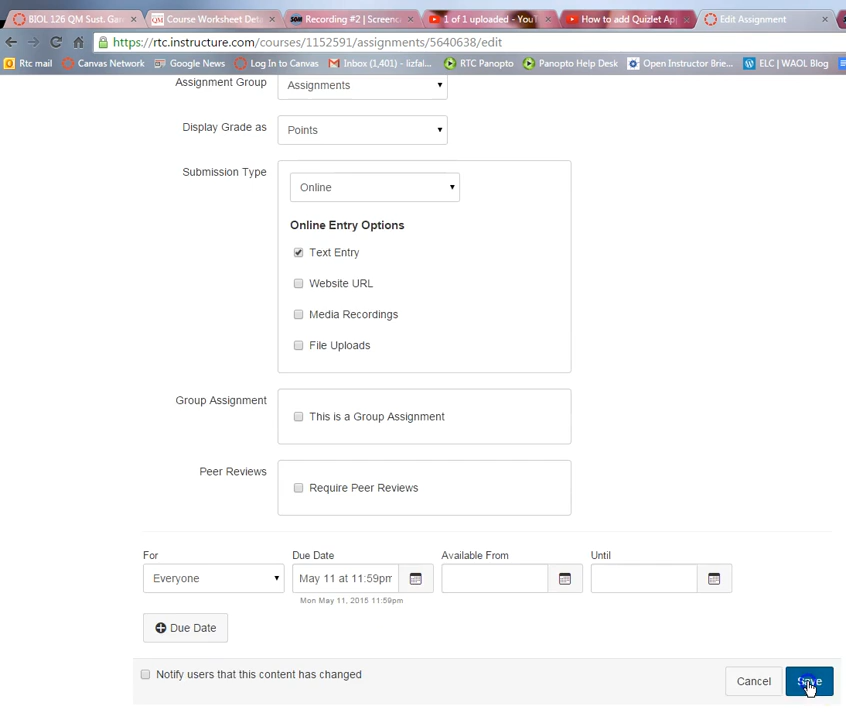 BIOL 126 QM Sust. Gar
QM Course Worksheet Deta
SOM Recording #2 | Screenc
1 of 1 uploaded - YouT
How to add Quizlet Ap
Edit Assignment
https://rtc.instructure.com/courses/1152591/assignments/5640638/edit
Rtc mail
Canvas Network
Google News
Log In to Canvas
Inbox (1,401) - lizfal...
RTC Panopto
Panopto Help Desk
Open Instructor Brie...
ELC | WAOL Blog
Assignment Group
Assignments
Display Grade as
Points
Submission Type
Online
Online Entry Options
Text Entry
Website URL
Media Recordings
File Uploads
Group Assignment
This is a Group Assignment
Peer Reviews
Require Peer Reviews
For
Due Date
Available From
Until
Everyone
May 11 at 11:59pm
Mon May 11, 2015 11:59pm
Due Date
Notify users that this content has changed
Cancel
Save